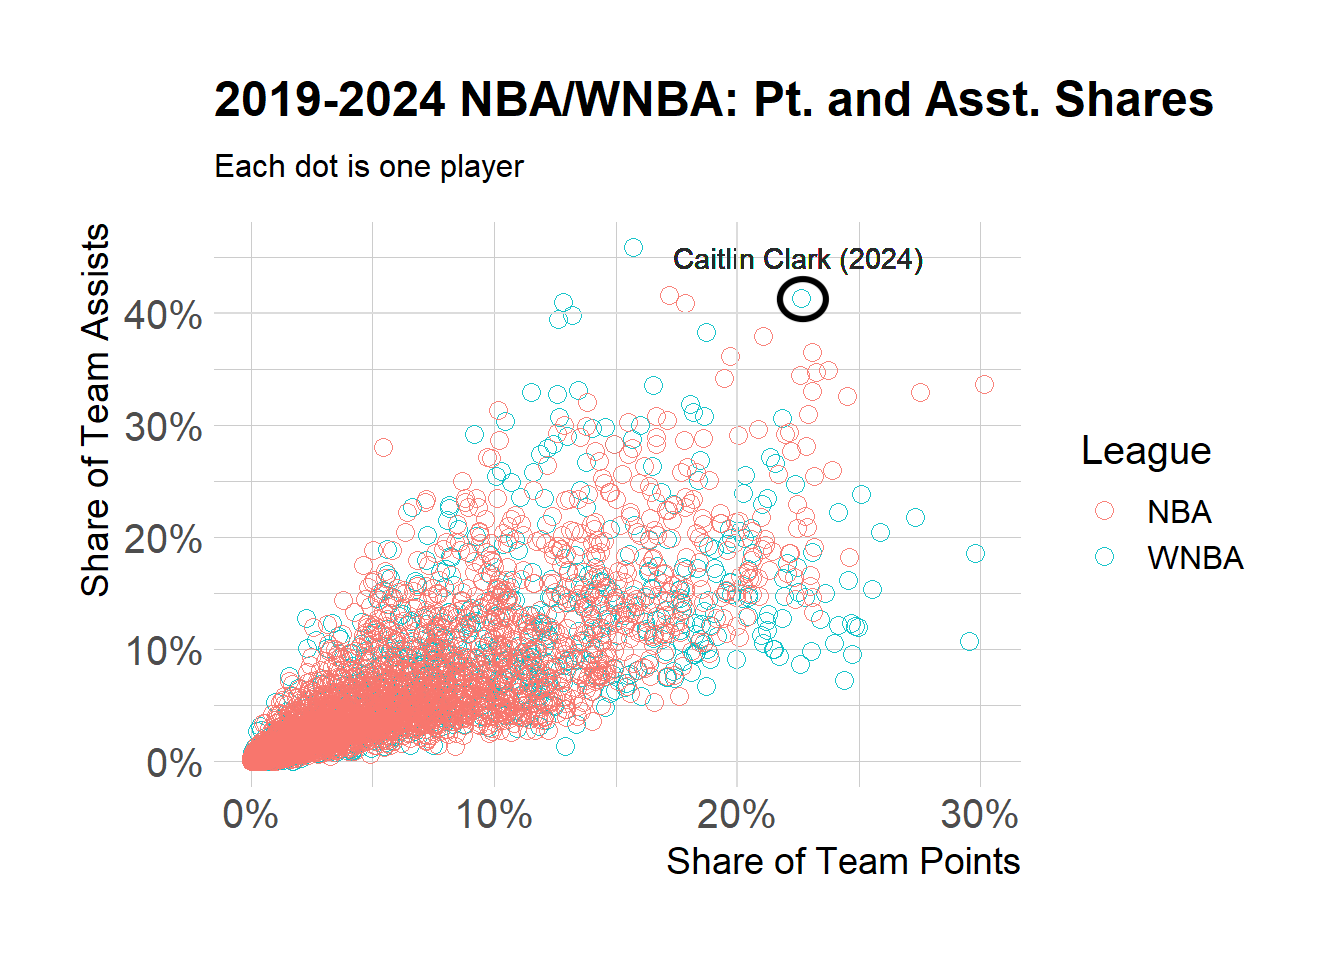 2019-2024 NBA/WNBA: Pt. and Asst. Shares
Each dot is one player
Share of Team Assists
Caitlin Clark (2024)
40%
30%
20%
10%
0%
0%
10%
20%
30%
Share of Team Points
League
NBA
WNBA